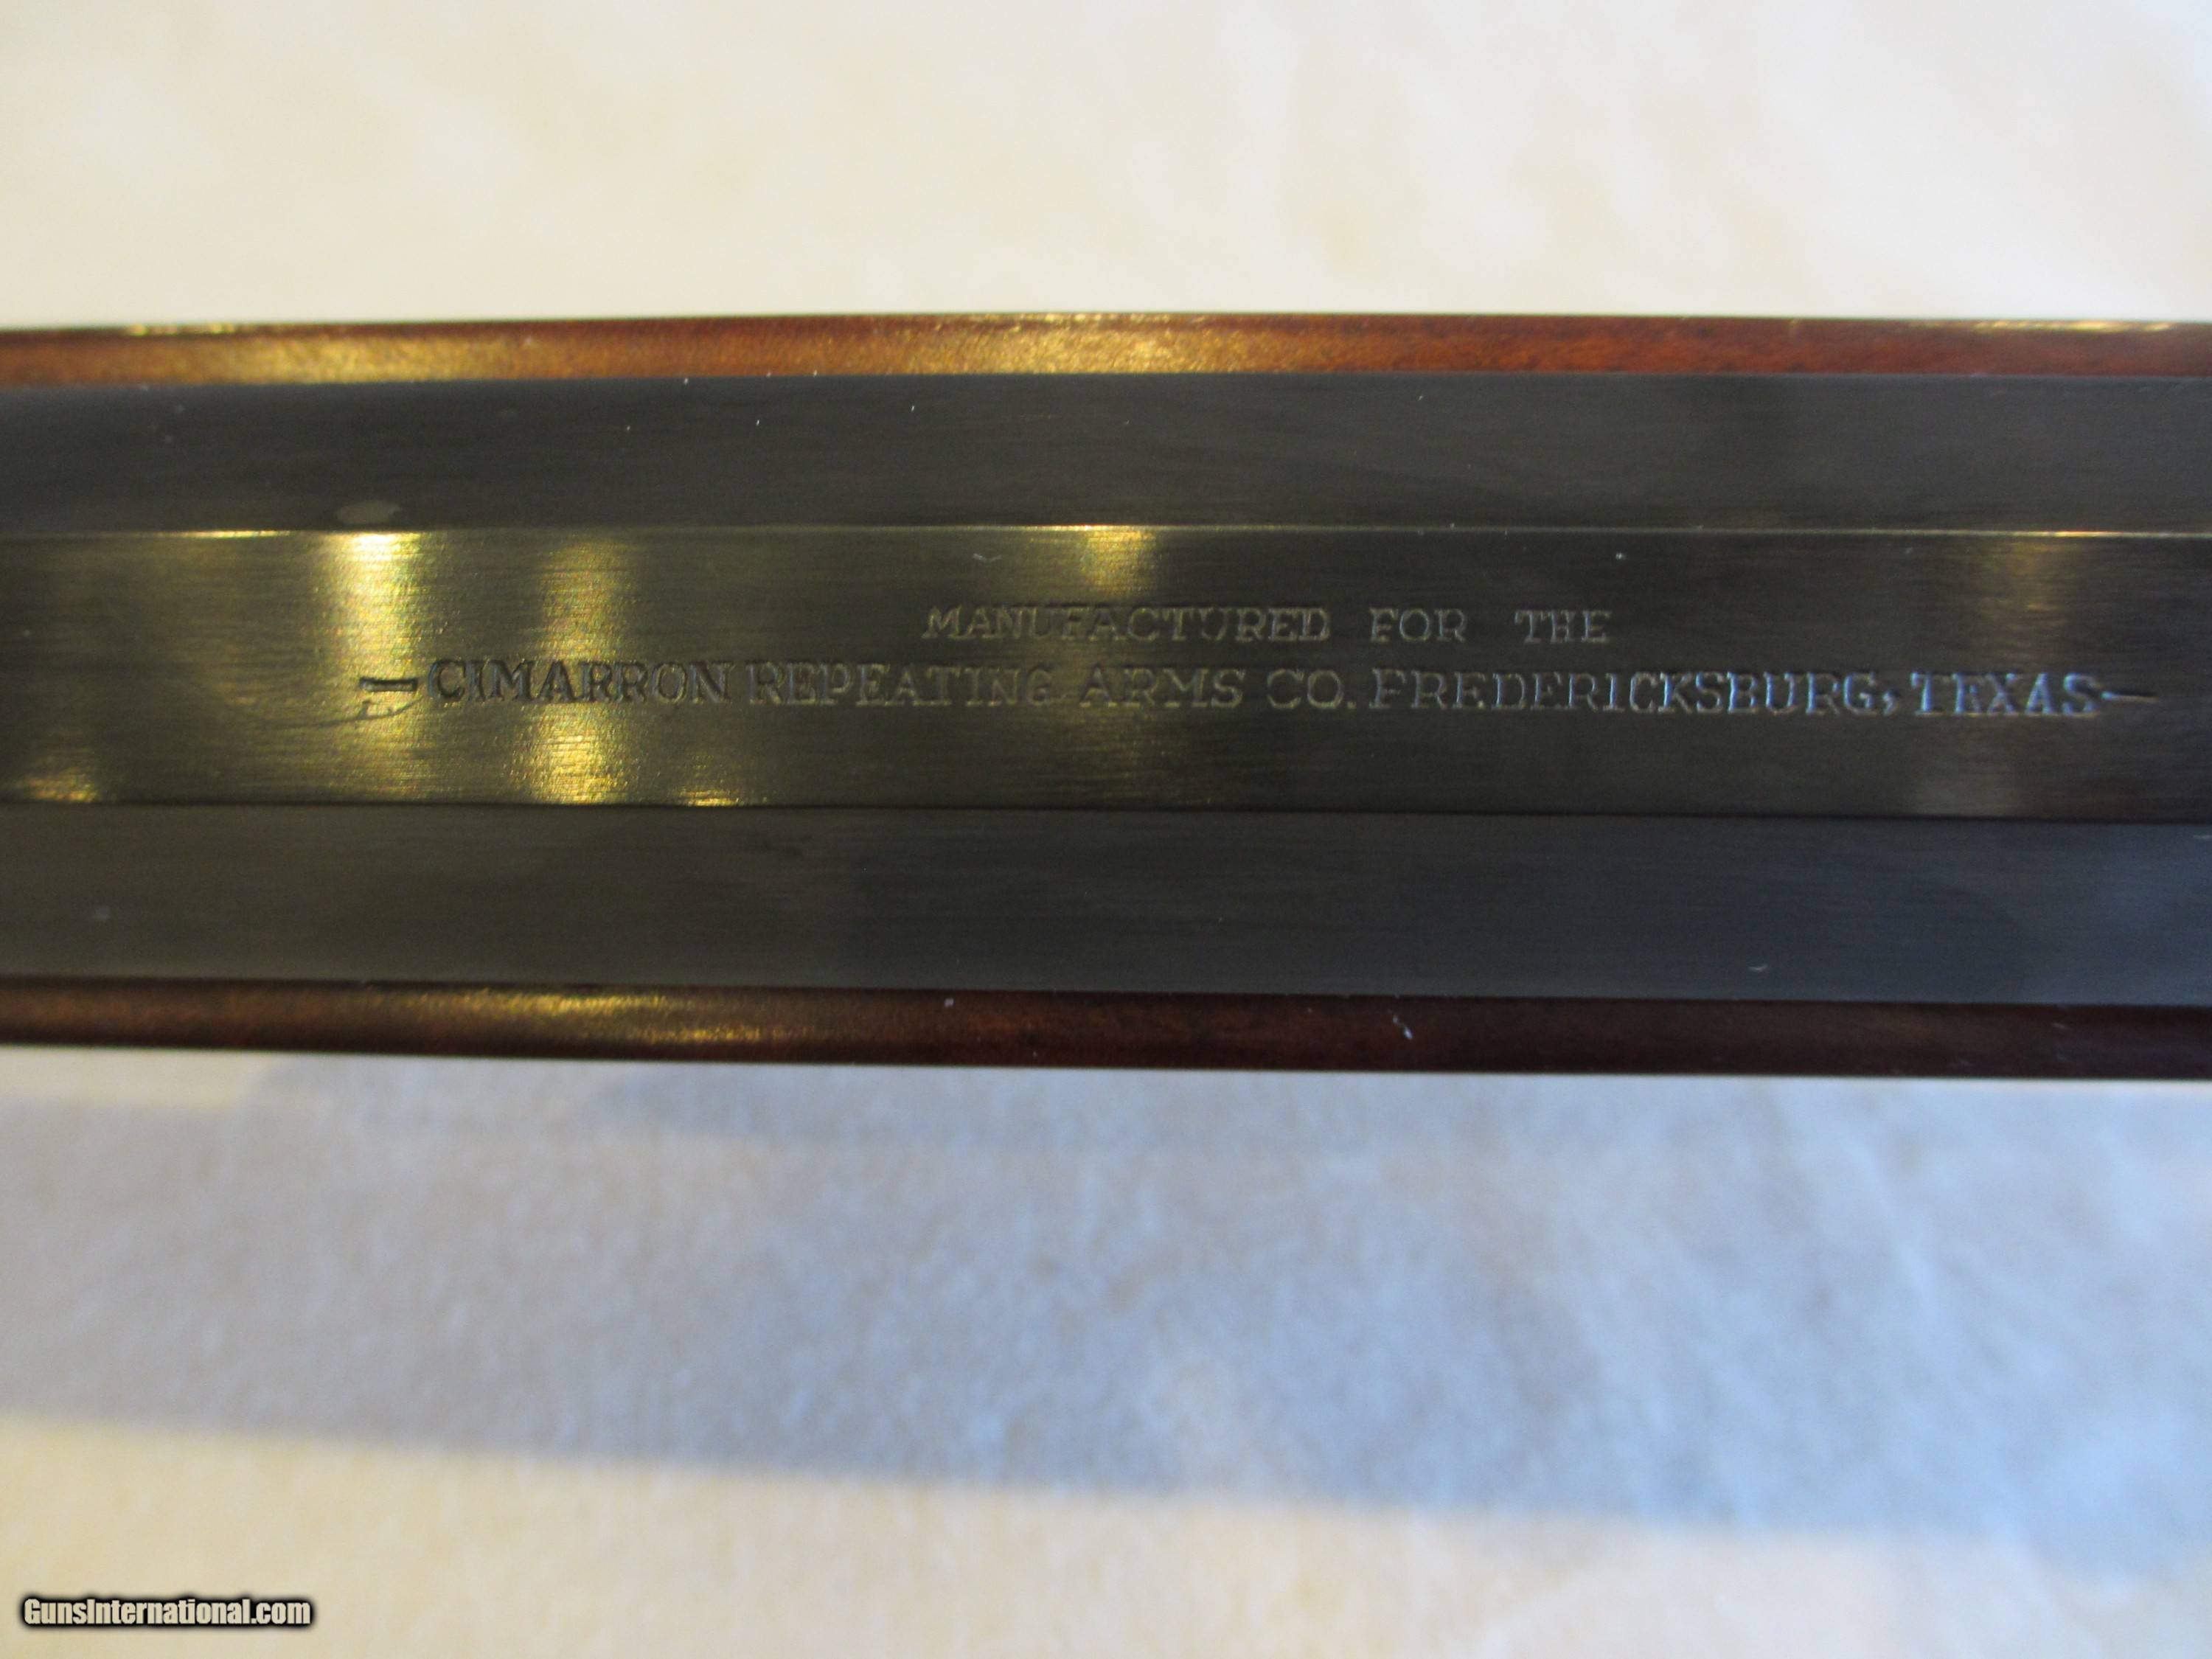 MANUFACTURED FOR THE
—CIMARRON REPEATING ARMS CO. FREDERICKSBURG, TEXAS—
GunsInternational.com